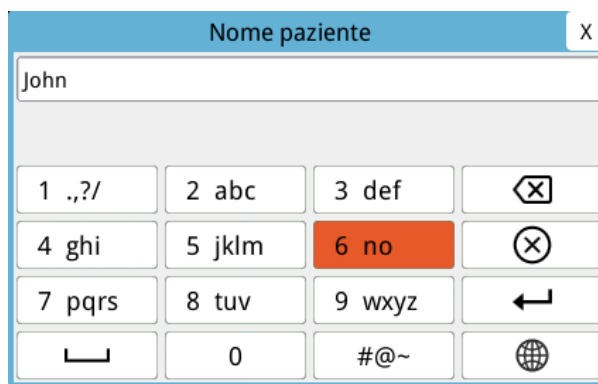 Nome paziente X
John
1 .,?/ 2 abc 3 def
4 ghi 5 jklm 6 no
7 pqrs 8 tuv 9 wxyz
0 #@~